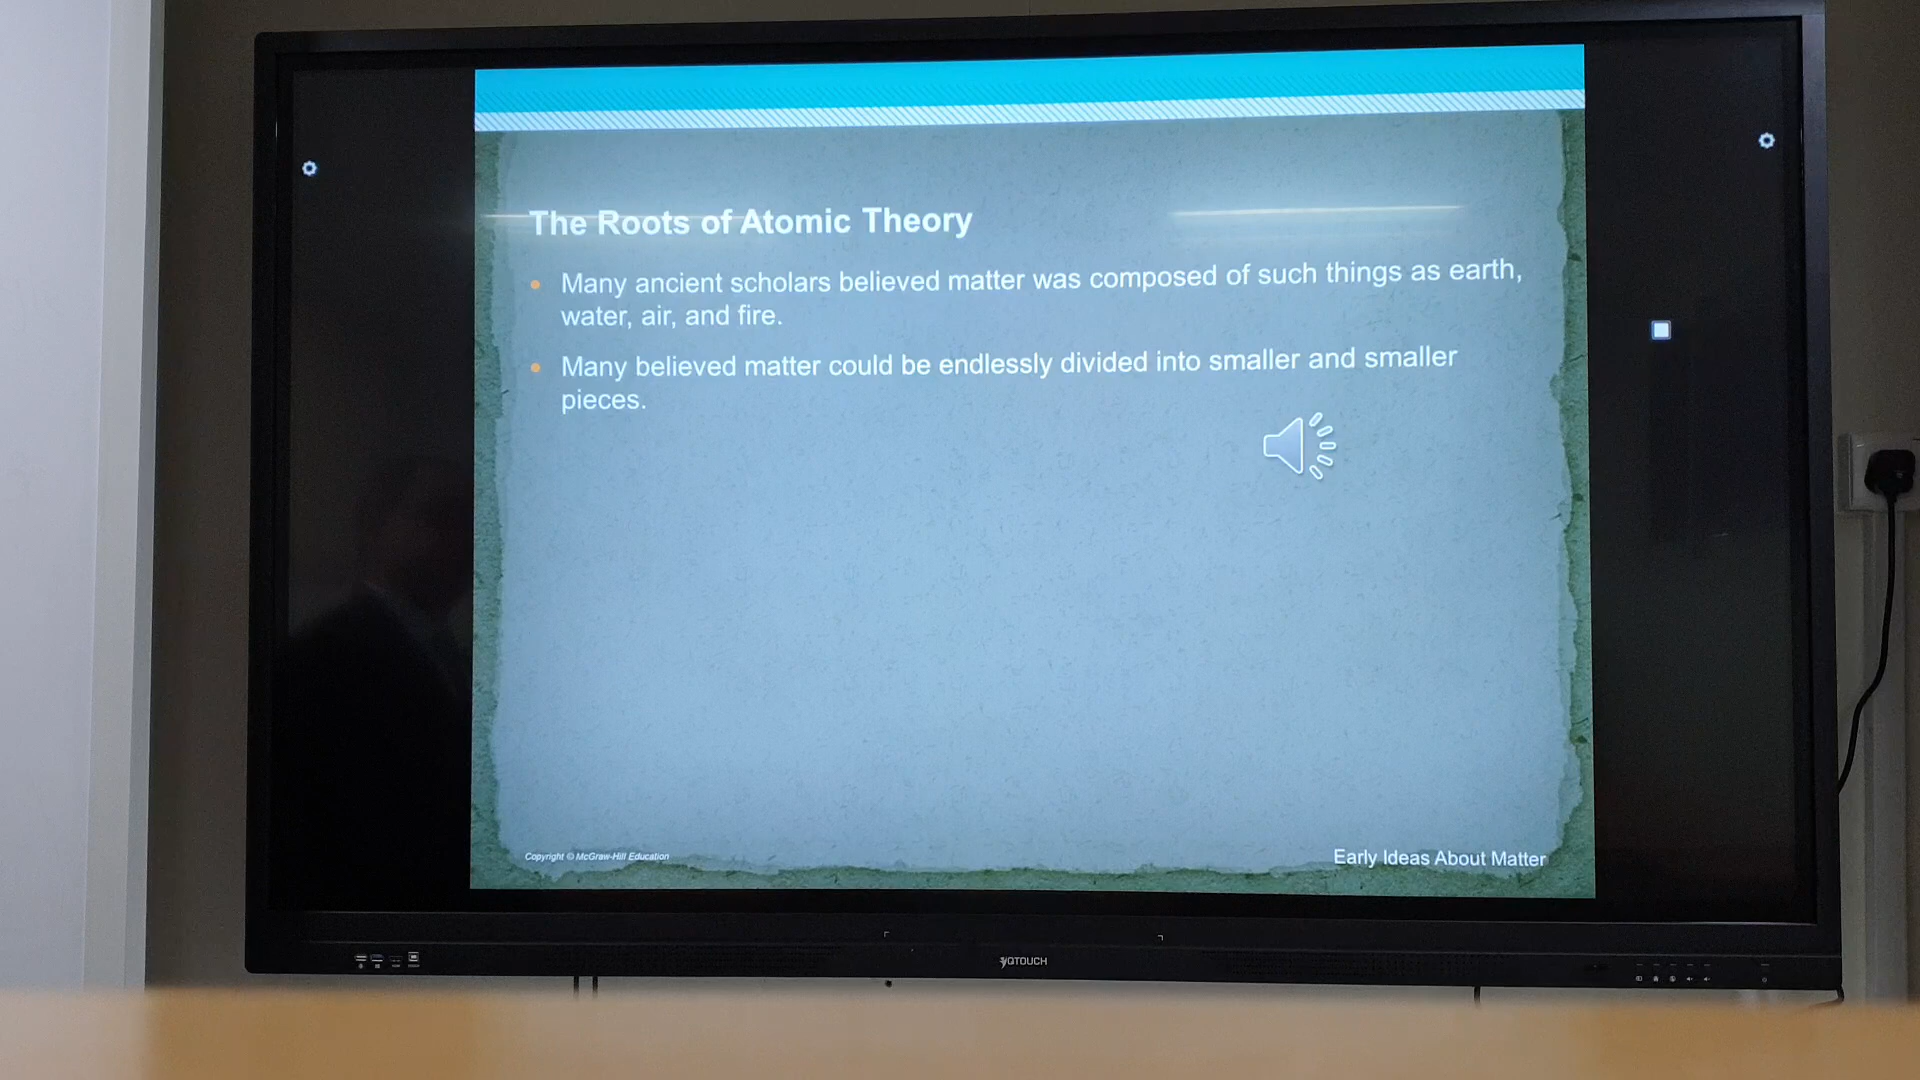 The Roots of Atomic Theory
Many ancient scholars believed matter was composed of such things as earth,
water, air, and fire.
Many believed matter could be endlessly divided into smaller and smaller
pieces.
Copyright © McGraw-Hill Education
Early Ideas About Matter
QTOUCH